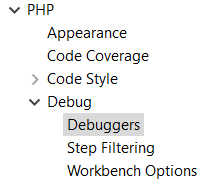 PHP
Appearance
Code Coverage
Code Style
Debug
Debuggers
Step Filtering
Workbench Options